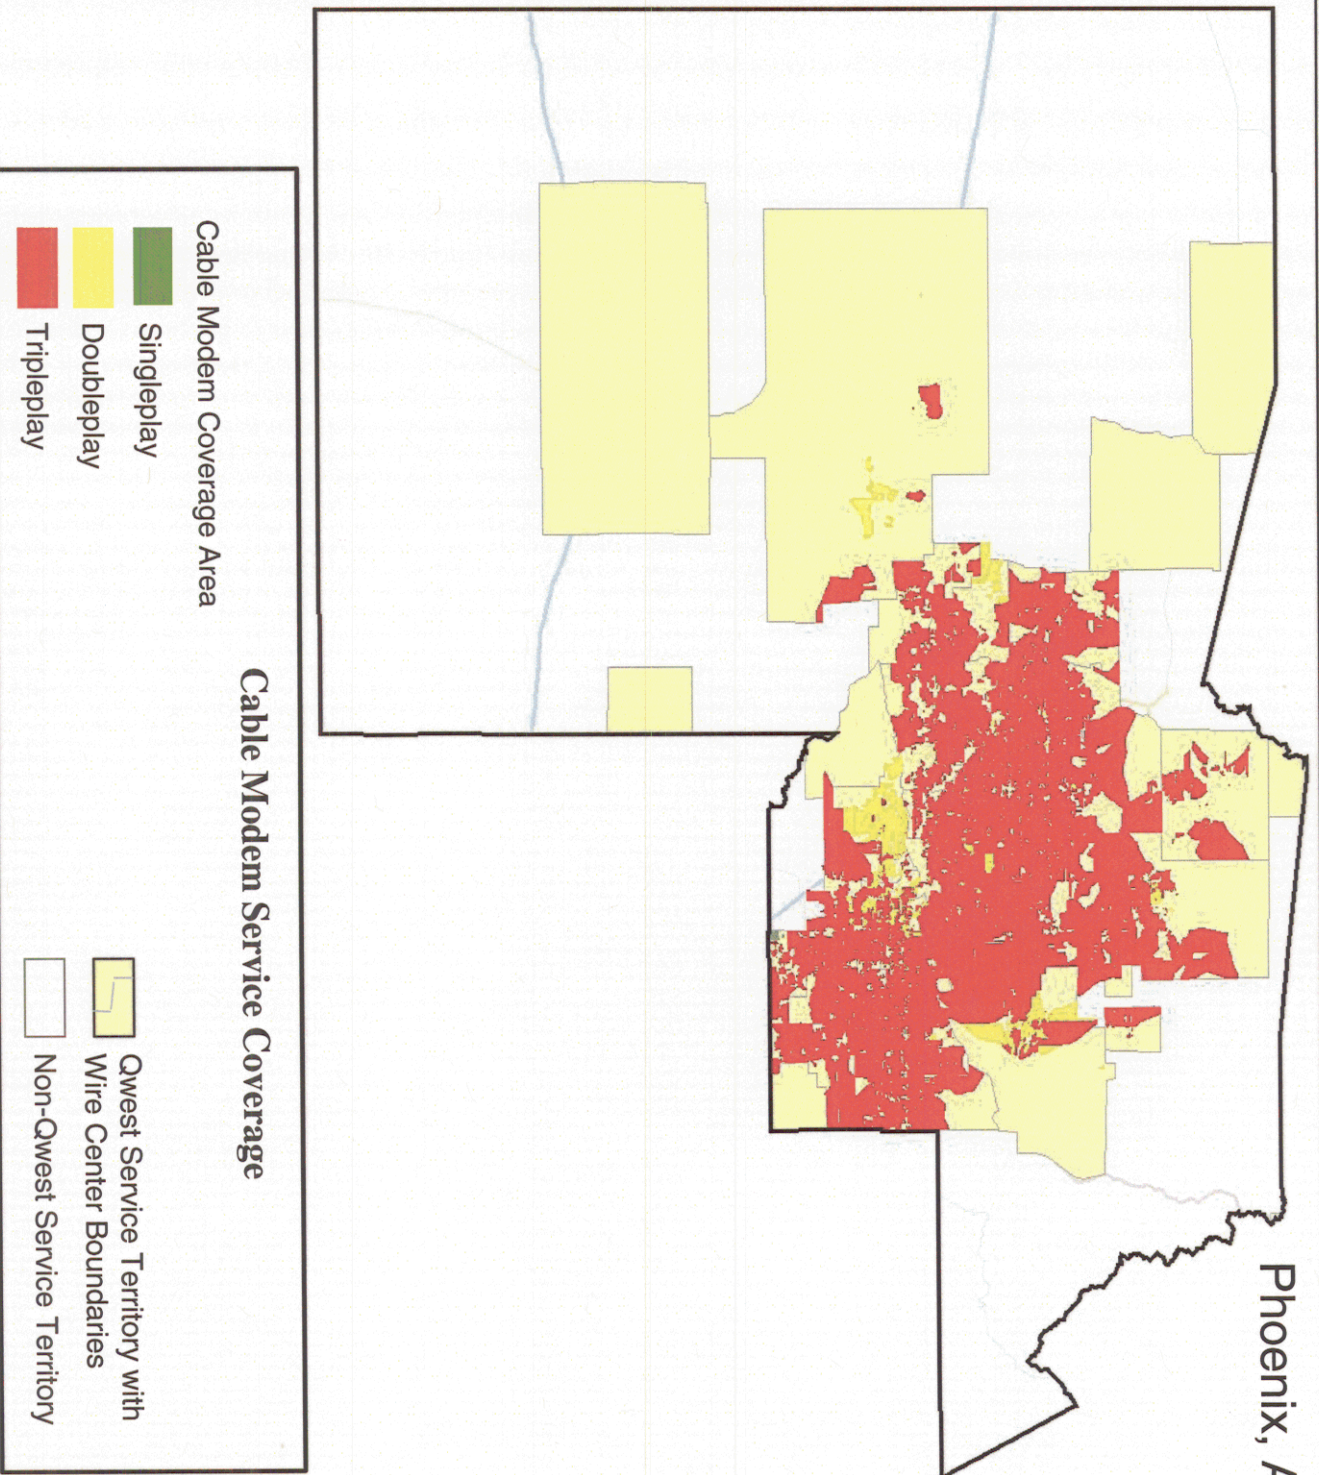 Phoenix, A
Cable Modem Service Coverage
Cable Modem Coverage Area
Singleplay
Doubleplay
Tripleplay
Qwest Service Territory with
Wire Center Boundaries
Non-Qwest Service Territory